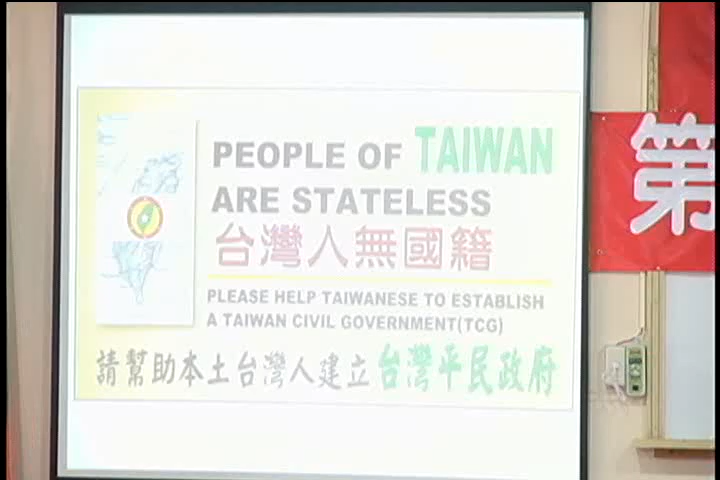 PEOPLE OF TAIWAN
ARE STATELESS
台灣人無國籍
PLEASE HELP TAIWANESE TO ESTABLISH
A TAIWAN CIVIL GOVERNMENT(TCG)
請幫助本土台灣人建立台灣平民政府
第